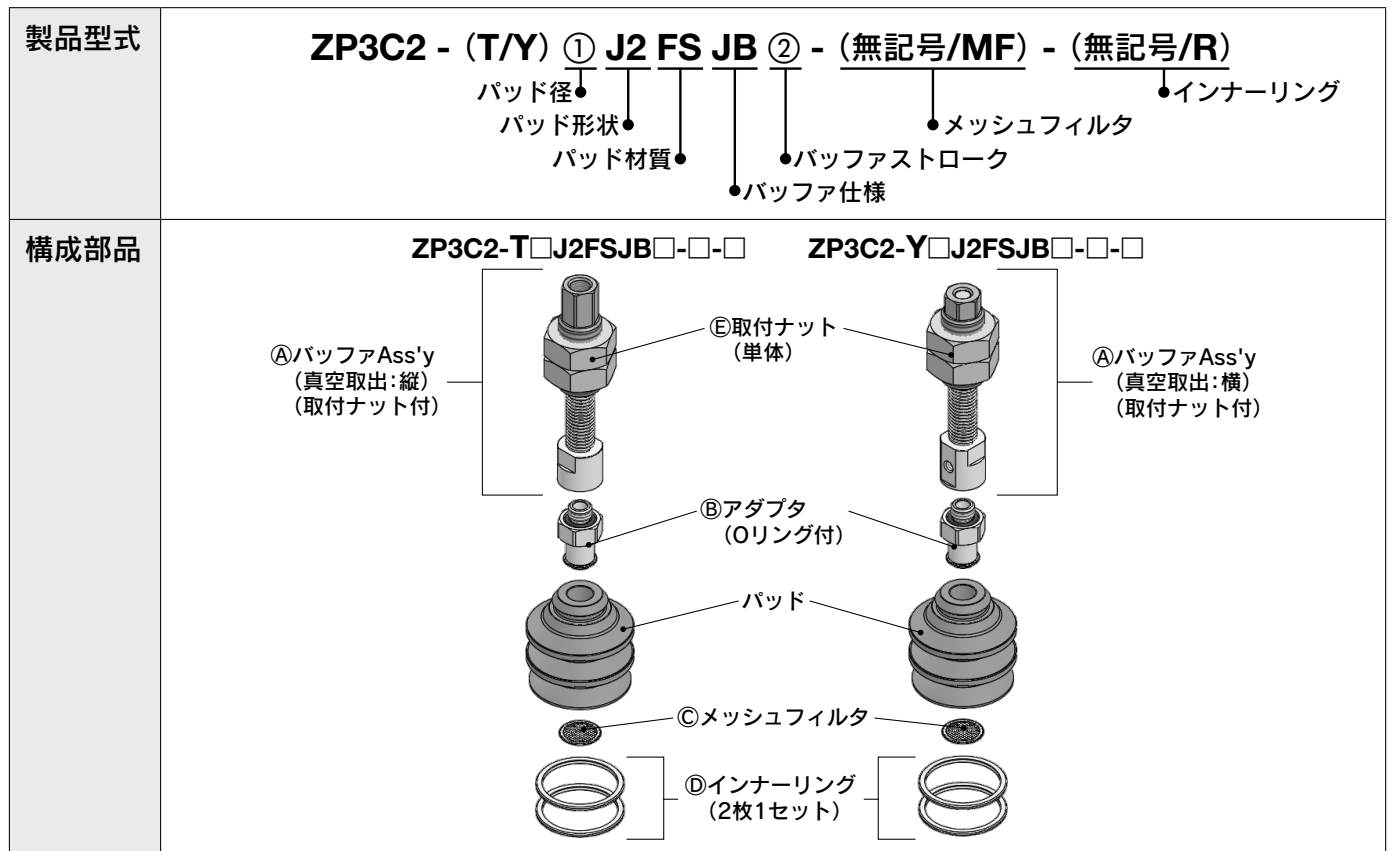 製品型式
ZP3C2 - (T/Y) ① J2 FS JB ② - (無記号/MF) - (無記号/R)
パッド径
インナーリング
パッド形状
メッシュフィルタ
パッド材質
バッファストローク
バッファ仕様
構成部品
ZP3C2-T□J2FSJB□-□-□
ZP3C2-Y□J2FSJB□-□-□
ⒶバッファAss'y
(真空取出:縦)
(取付ナット付)
Ⓔ取付ナット
(単体)
ⒶバッファAss'y
(真空取出:横)
(取付ナット付)
Ⓑアダプタ
(Oリング付)
パッド
Ⓒメッシュフィルタ
Ⓓインナーリング
(2枚1セット)